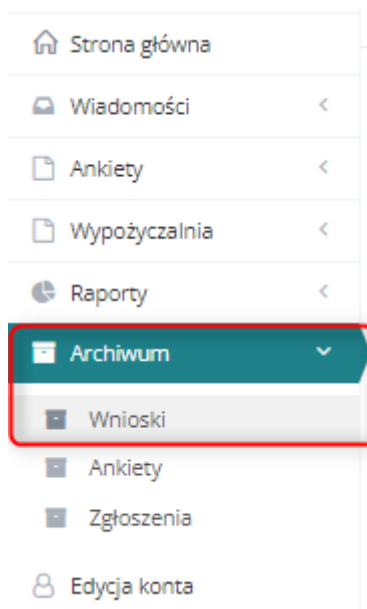 Strona główna
Wiadomości
Ankiety
Wypożyczalnia
Raporty
Archiwum
Wnioski
Ankiety
Zgłoszenia
Edycja konta